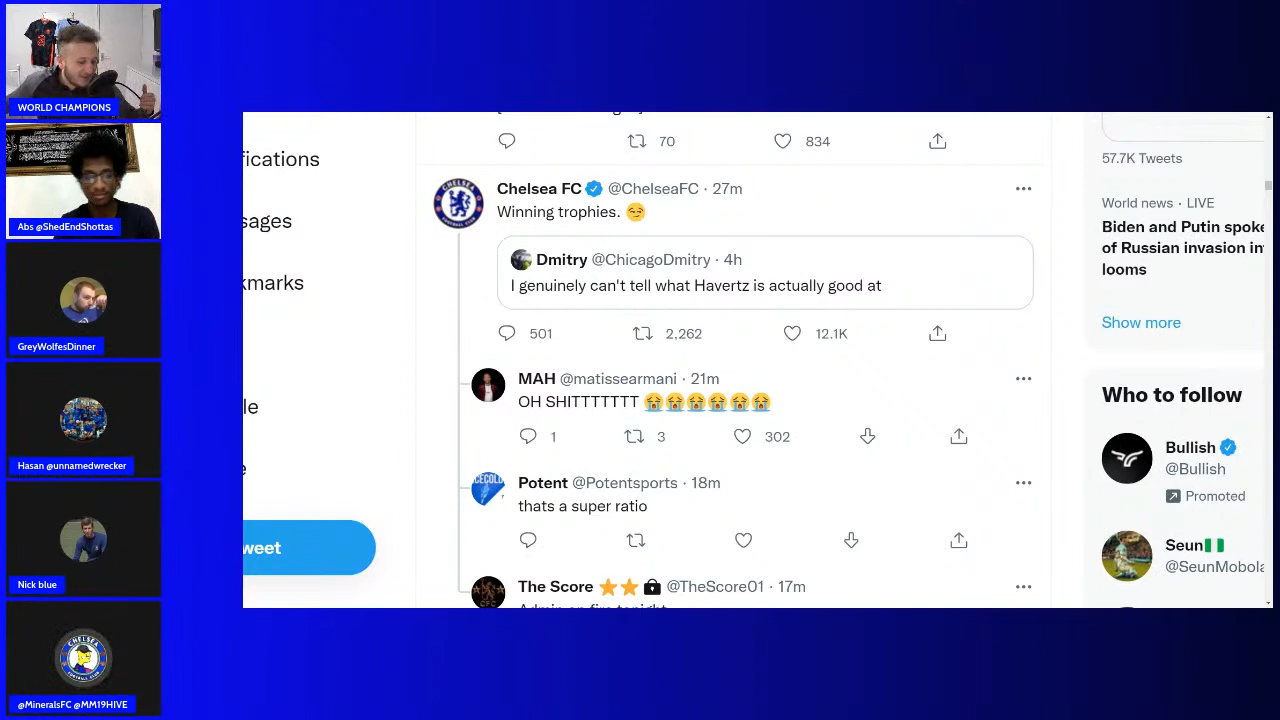 WORLD CHAMPIONS
Abs @ShedEndShottas
GreyWolfesDinner
Hasan @unnamedwrecker
Nick blue
@MineralsFC @MM19HIVE
fications
sages
kmarks
le
e
weet
70 834
Chelsea FC @ChelseaFC · 27m
Winning trophies. 😏
Dmitry @ChicagoDmitry · 4h
I genuinely can't tell what Havertz is actually good at
501 2,262 12.1K
MAH @matissearmani · 21m
OH SHITTTTTTT 😭😭😭😭😭😭
1 3 302
Potent @Potentsports · 18m
thats a super ratio
The Score ⭐⭐ @TheScore01 · 17m
Admin on fire tonight
57.7K Tweets
World news · LIVE
Biden and Putin spoke
of Russian invasion in
looms
Show more
Who to follow
Bullish
@Bullish
Promoted
Seun🇳🇬
@SeunMobola